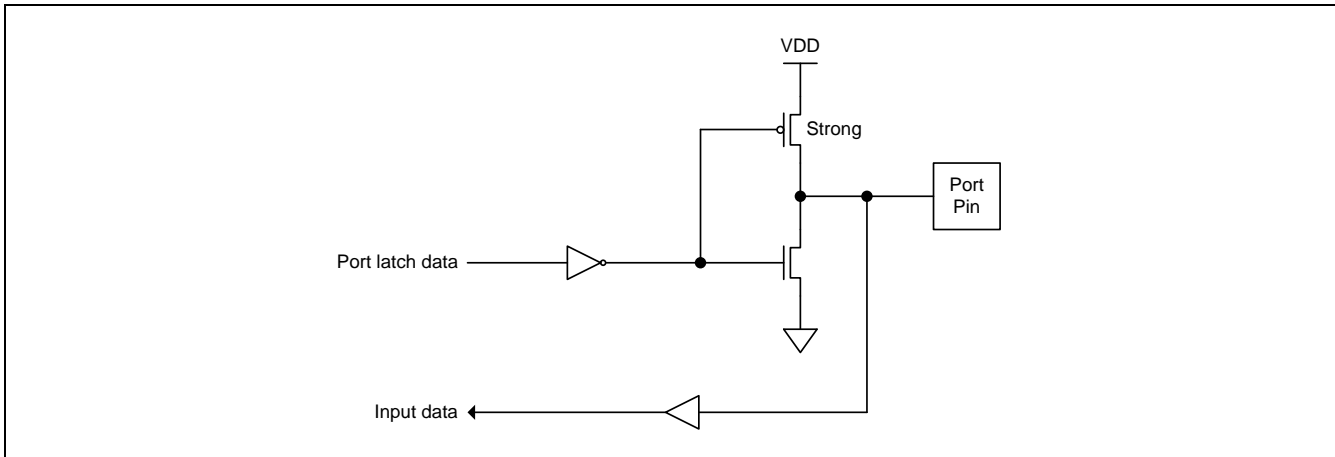 VDD
Strong
Port
Pin
Port latch data
Input data